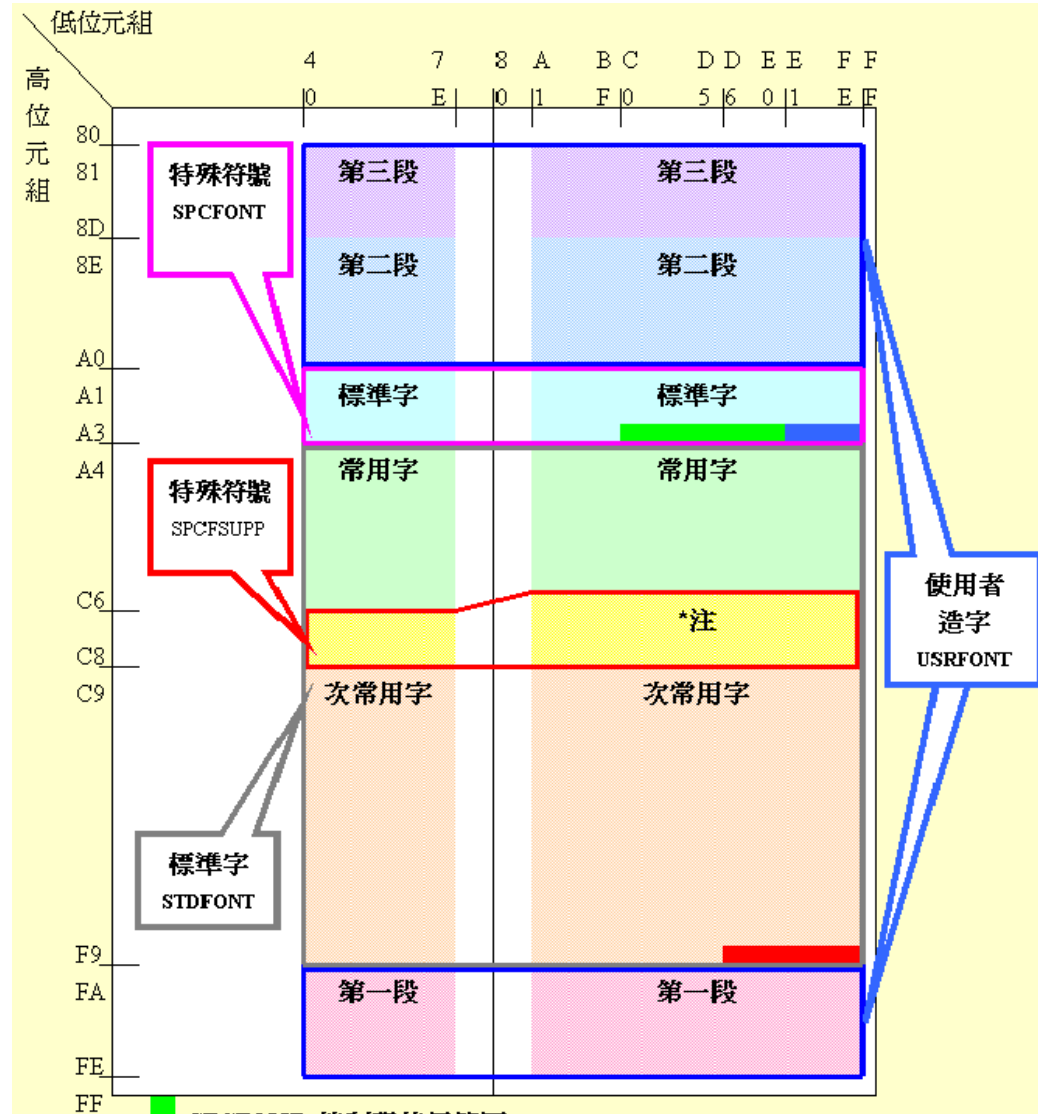 低位元組
高位元組
4 7 8 A B C D D E E F F
0 E 0 1 F 0 5 6 0 1 E F
80
81
8D
8E
A0
A1
A3
A4
C6
C8
C9
F9
FA
FE
FF
特殊符號
SPCFONT
第三段 第三段
第二段 第二段
標準字 標準字
常用字 常用字
特殊符號
SPCFSUPP
*注
次常用字 次常用字
使用者
造字
USRFONT
標準字
STDFONT
第一段 第一段